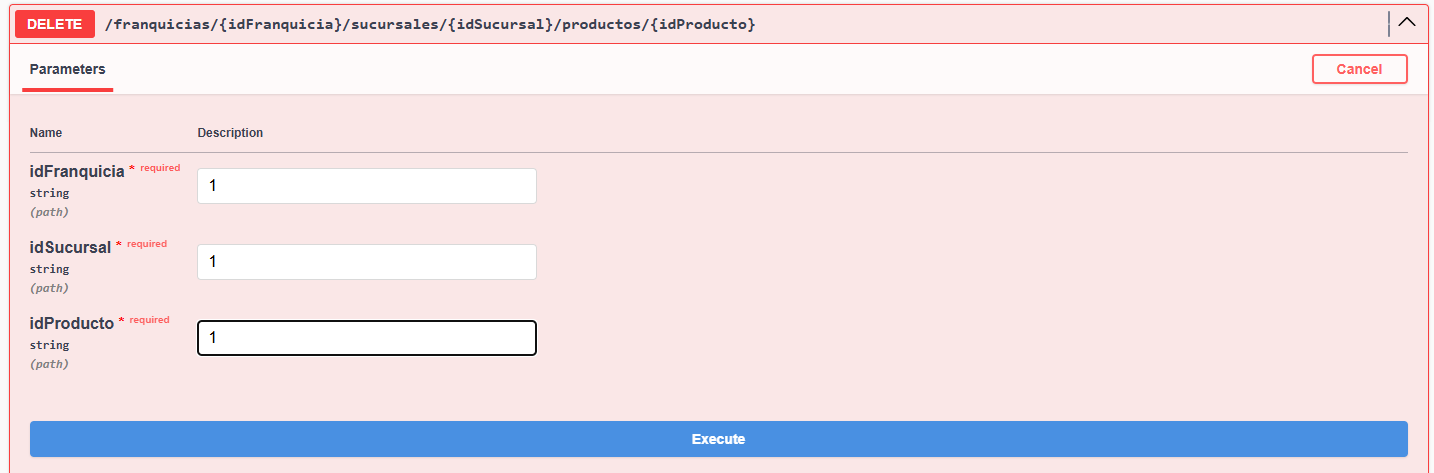 DELETE /franquicias/{idFranquicia}/sucursales/{idSucursal}/productos/{idProducto}
Parameters Cancel
Name Description
idFranquicia * required
string
(path)
1
idSucursal * required
string
(path)
1
idProducto * required
string
(path)
1
Execute